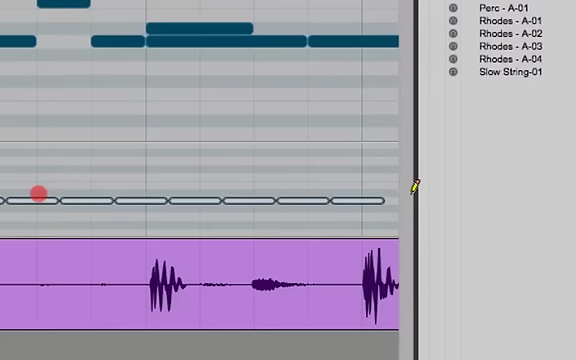 Perc - A-01
Rhodes - A-01
Rhodes - A-02
Rhodes - A-03
Rhodes - A-04
Slow String-01